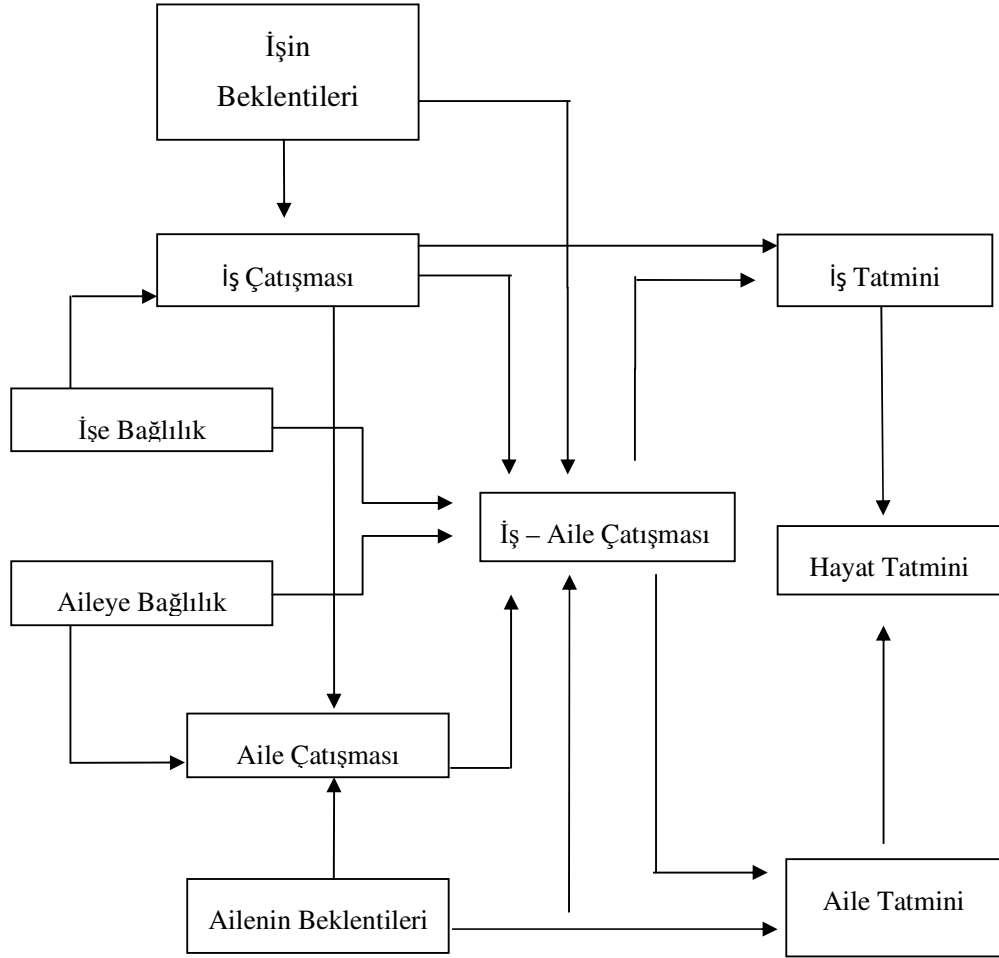 İşin
Beklentileri
İş Çatışması
İş Tatmini
İşe Bağlılık
İş – Aile Çatışması
Hayat Tatmini
Aileye Bağlılık
Aile Çatışması
Aile Tatmini
Ailenin Beklentileri